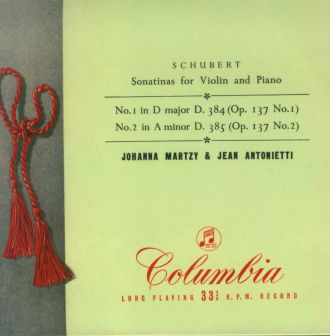 SCHUBERT
Sonatinas for Violin and Piano
No. 1 in D major D. 384 (Op. 137 No. 1)
No. 2 in A minor D. 385 (Op. 137 No. 2)
JOHANNA MARTZY & JEAN ANTONIETTI
Columbia
LONG PLAYING 33⅓ R.P.M. RECORD